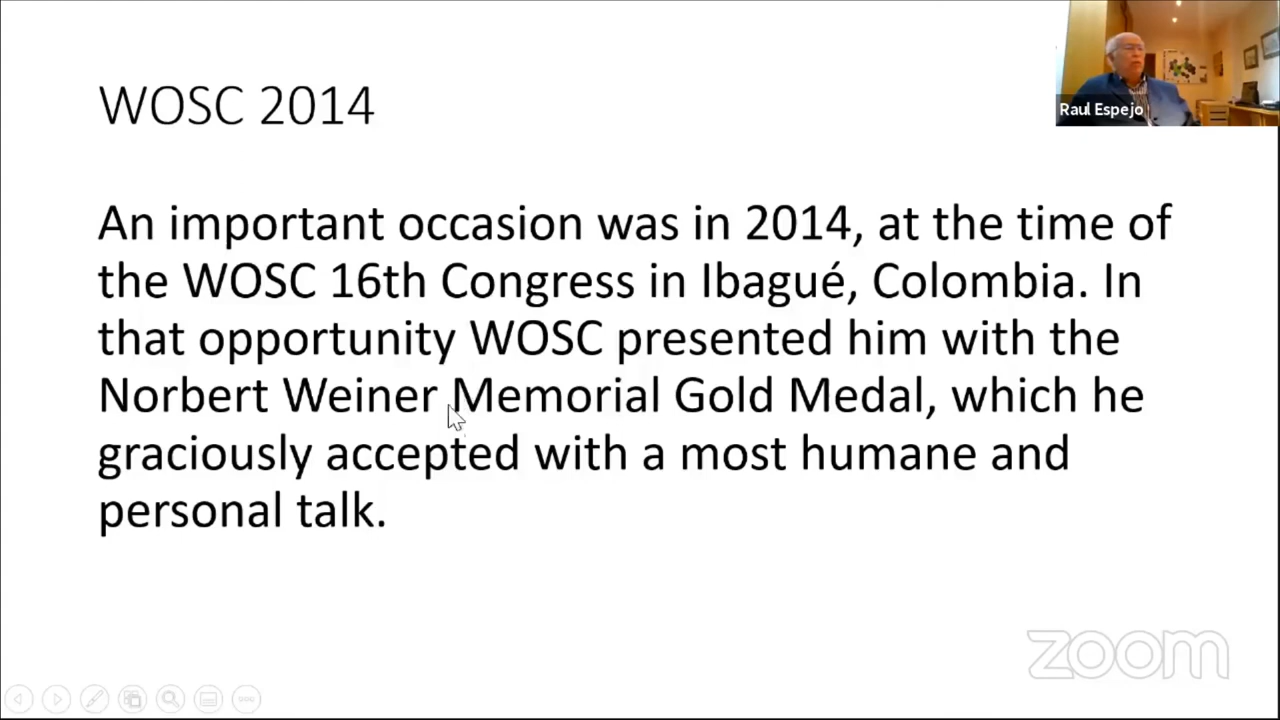 WOSC 2014
Raul Espejo
An important occasion was in 2014, at the time of
the WOSC 16th Congress in Ibagué, Colombia. In
that opportunity WOSC presented him with the
Norbert Weiner Memorial Gold Medal, which he
graciously accepted with a most humane and
personal talk.
zoom